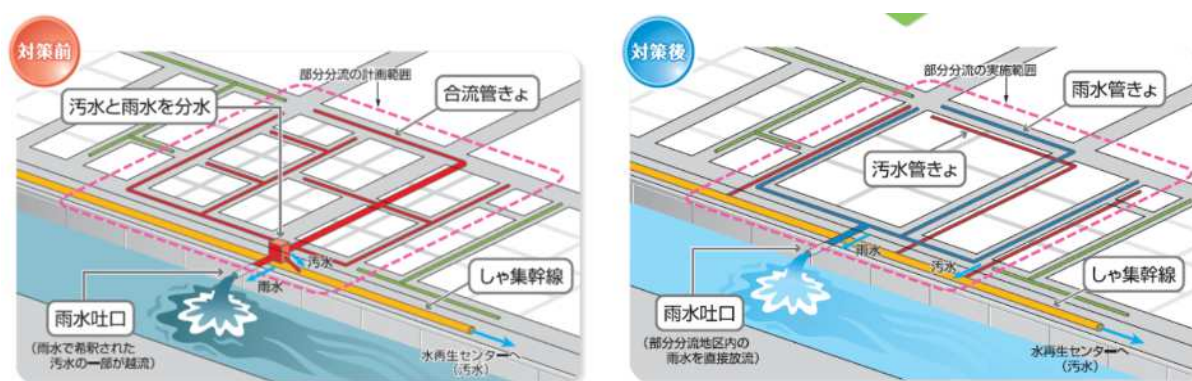 対策前
部分分流の計画範囲
汚水と雨水を分水
合流管きょ
汚水
雨水
しゃ集幹線
雨水吐口
(雨水で希釈された
汚水の一部が越流)
水再生センターへ
(汚水)
対策後
部分分流の実施範囲
雨水管きょ
汚水管きょ
雨水
汚水
しゃ集幹線
雨水吐口
(部分分流地区内の
雨水を直接放流)
水再生センターへ
(汚水)